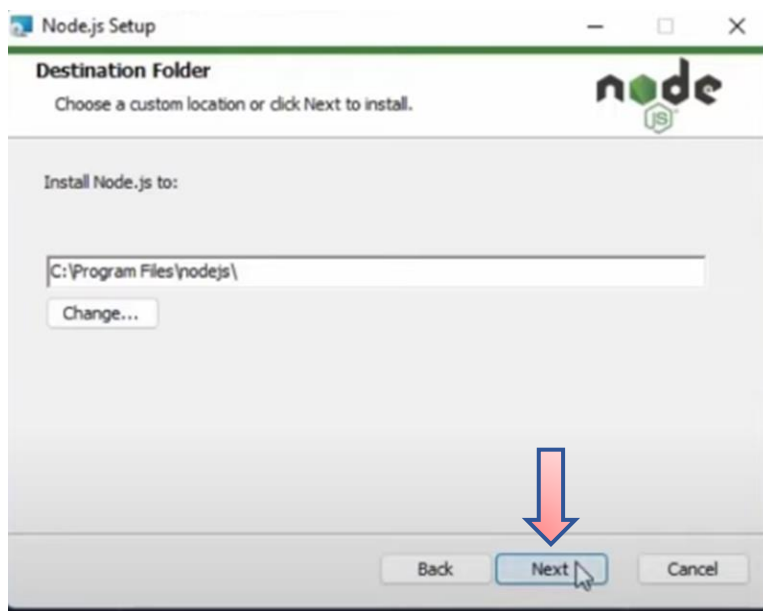 Node.js Setup
Destination Folder
Choose a custom location or click Next to install.
node
JS
Install Node.js to:
C:\Program Files\nodejs\
Change...
Back
Next
Cancel